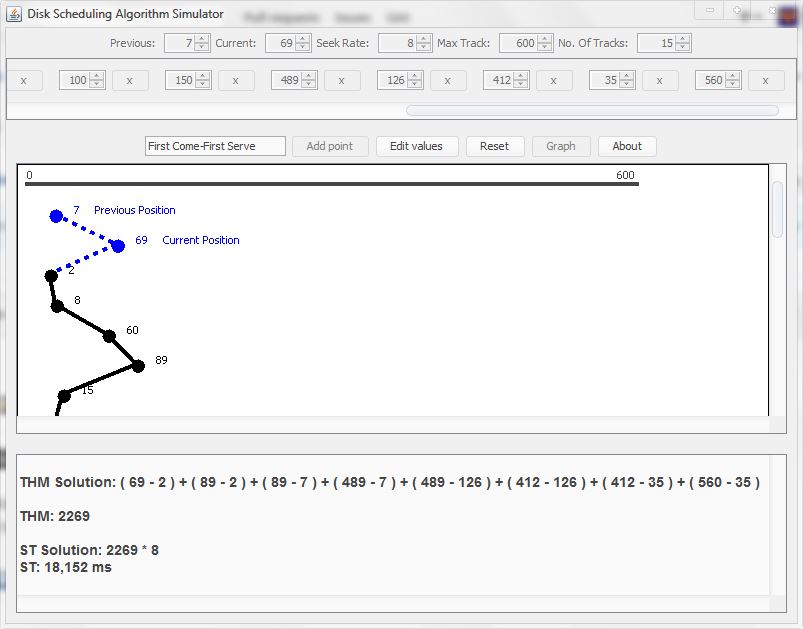 Disk Scheduling Algorithm Simulator
Previous: 7 Current: 69 Seek Rate: 8 Max Track: 600 No. Of Tracks: 15
x 100 x 150 x 489 x 126 x 412 x 35 x 560 x
First Come-First Serve Add point Edit values Reset Graph About
0 600
7 Previous Position
69 Current Position
2
8
60
89
15
THM Solution: ( 69 - 2 ) + ( 89 - 2 ) + ( 89 - 7 ) + ( 489 - 7 ) + ( 489 - 126 ) + ( 412 - 126 ) + ( 412 - 35 ) + ( 560 - 35 )
THM: 2269
ST Solution: 2269 * 8
ST: 18,152 ms